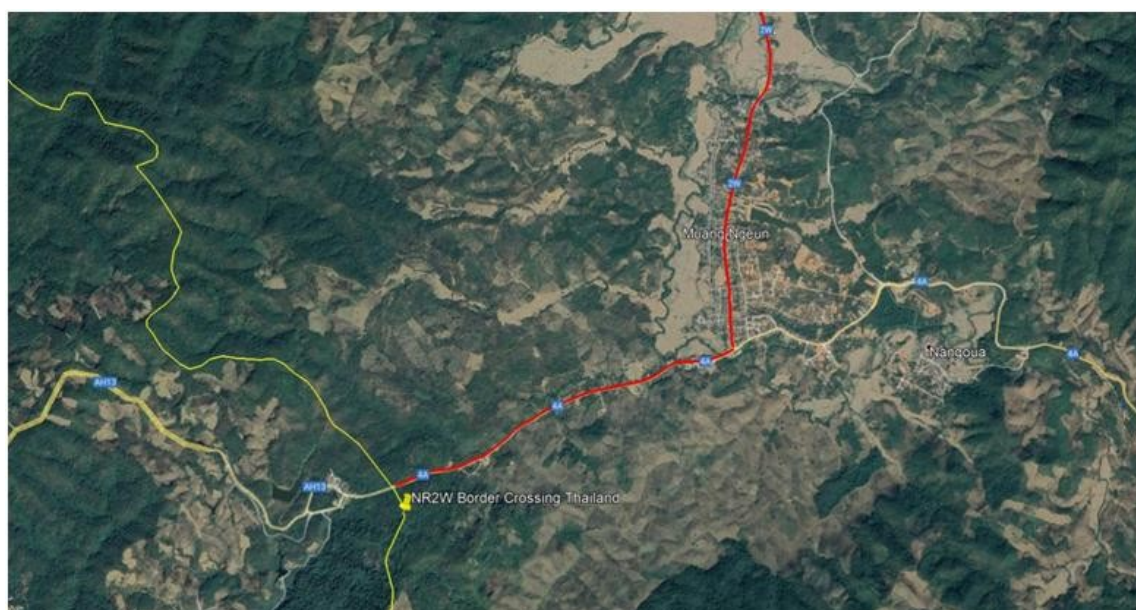 2W
2W
Muang Ngeun
4A
Nangoua
4A
4A
AH13
4A
4A
AH13
NR2W Border Crossing Thailand